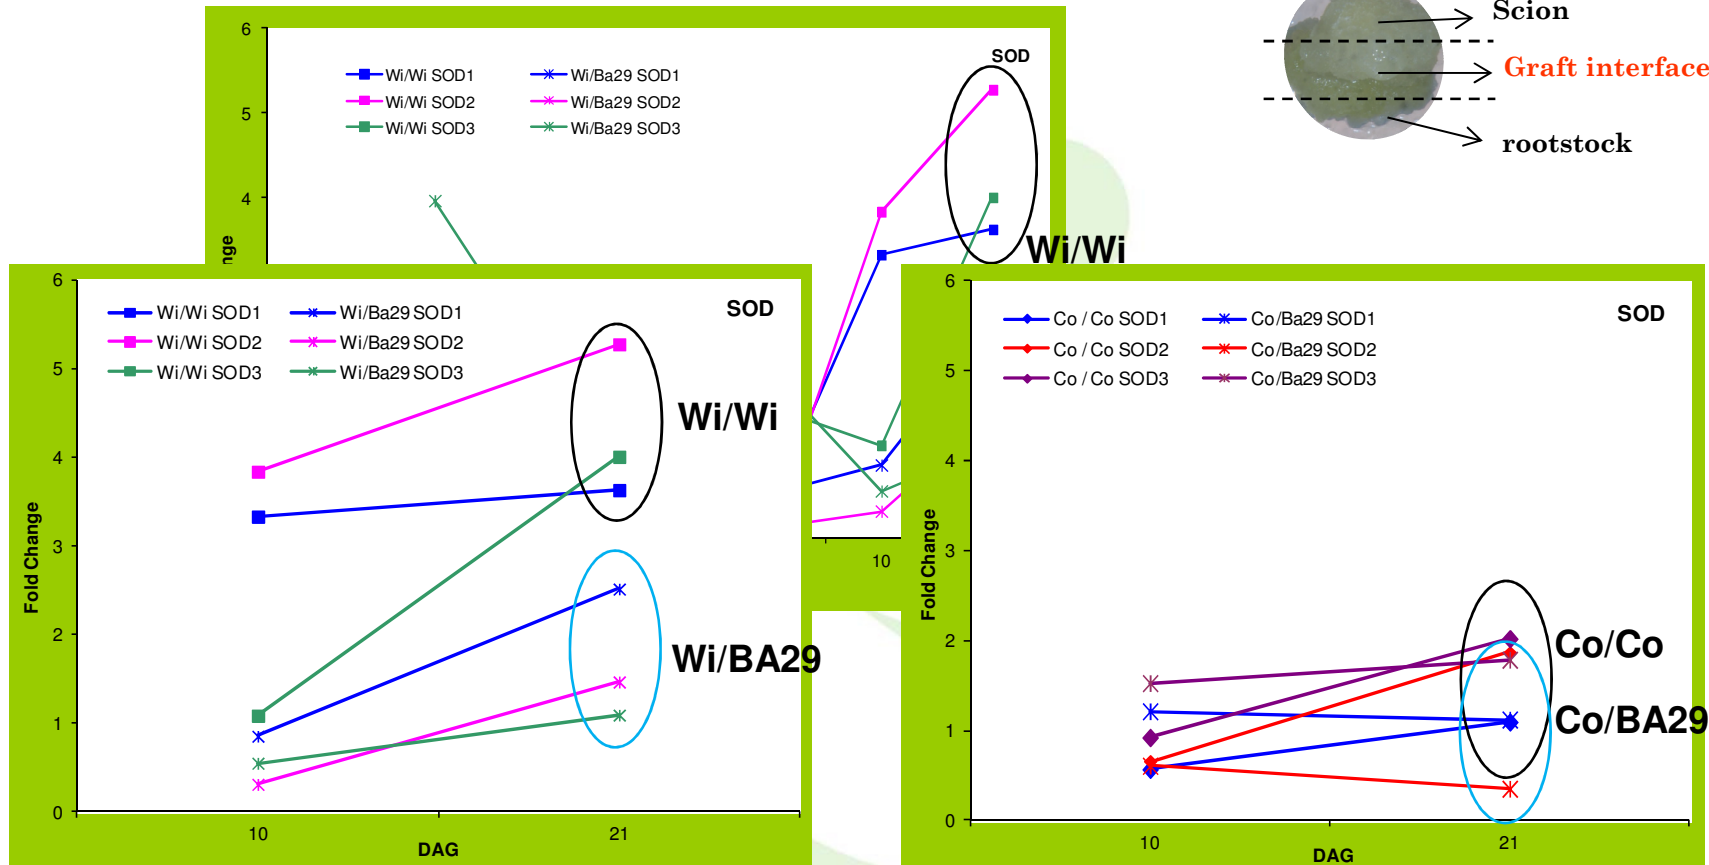 Scion
Graft interface
rootstock
6
5
4
SOD
Wi/Wi SOD1
Wi/Ba29 SOD1
Wi/Wi SOD2
Wi/Ba29 SOD2
Wi/Wi SOD3
Wi/Ba29 SOD3
Wi/Wi
10
6
5
4
3
2
1
0
Fold Change
Wi/Wi SOD1
Wi/Ba29 SOD1
Wi/Wi SOD2
Wi/Ba29 SOD2
Wi/Wi SOD3
Wi/Ba29 SOD3
SOD
Wi/Wi
Wi/BA29
10
21
DAG
6
5
4
3
2
1
0
Fold Change
Co / Co SOD1
Co/Ba29 SOD1
Co / Co SOD2
Co/Ba29 SOD2
Co / Co SOD3
Co/Ba29 SOD3
SOD
Co/Co
Co/BA29
10
21
DAG